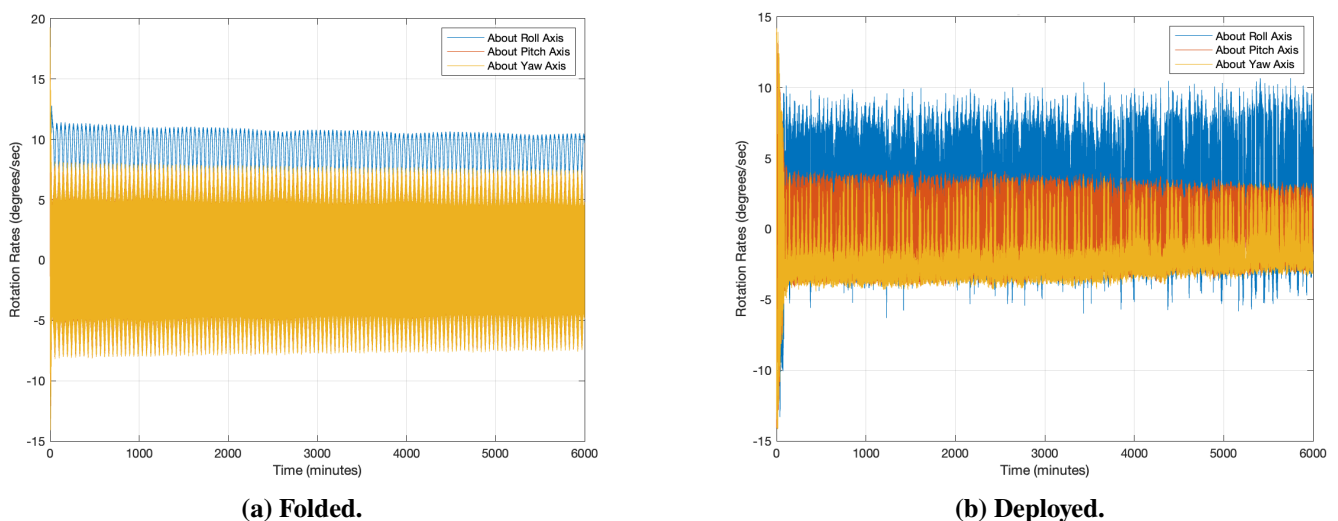 20
15
10
5
0
-5
-10
-15
Rotation Rates (degrees/sec)
0 1000 2000 3000 4000 5000 6000
Time (minutes)
About Roll Axis
About Pitch Axis
About Yaw Axis
(a) Folded.
15
10
5
0
-5
-10
-15
Rotation Rates (degrees/sec)
0 1000 2000 3000 4000 5000 6000
Time (minutes)
About Roll Axis
About Pitch Axis
About Yaw Axis
(b) Deployed.